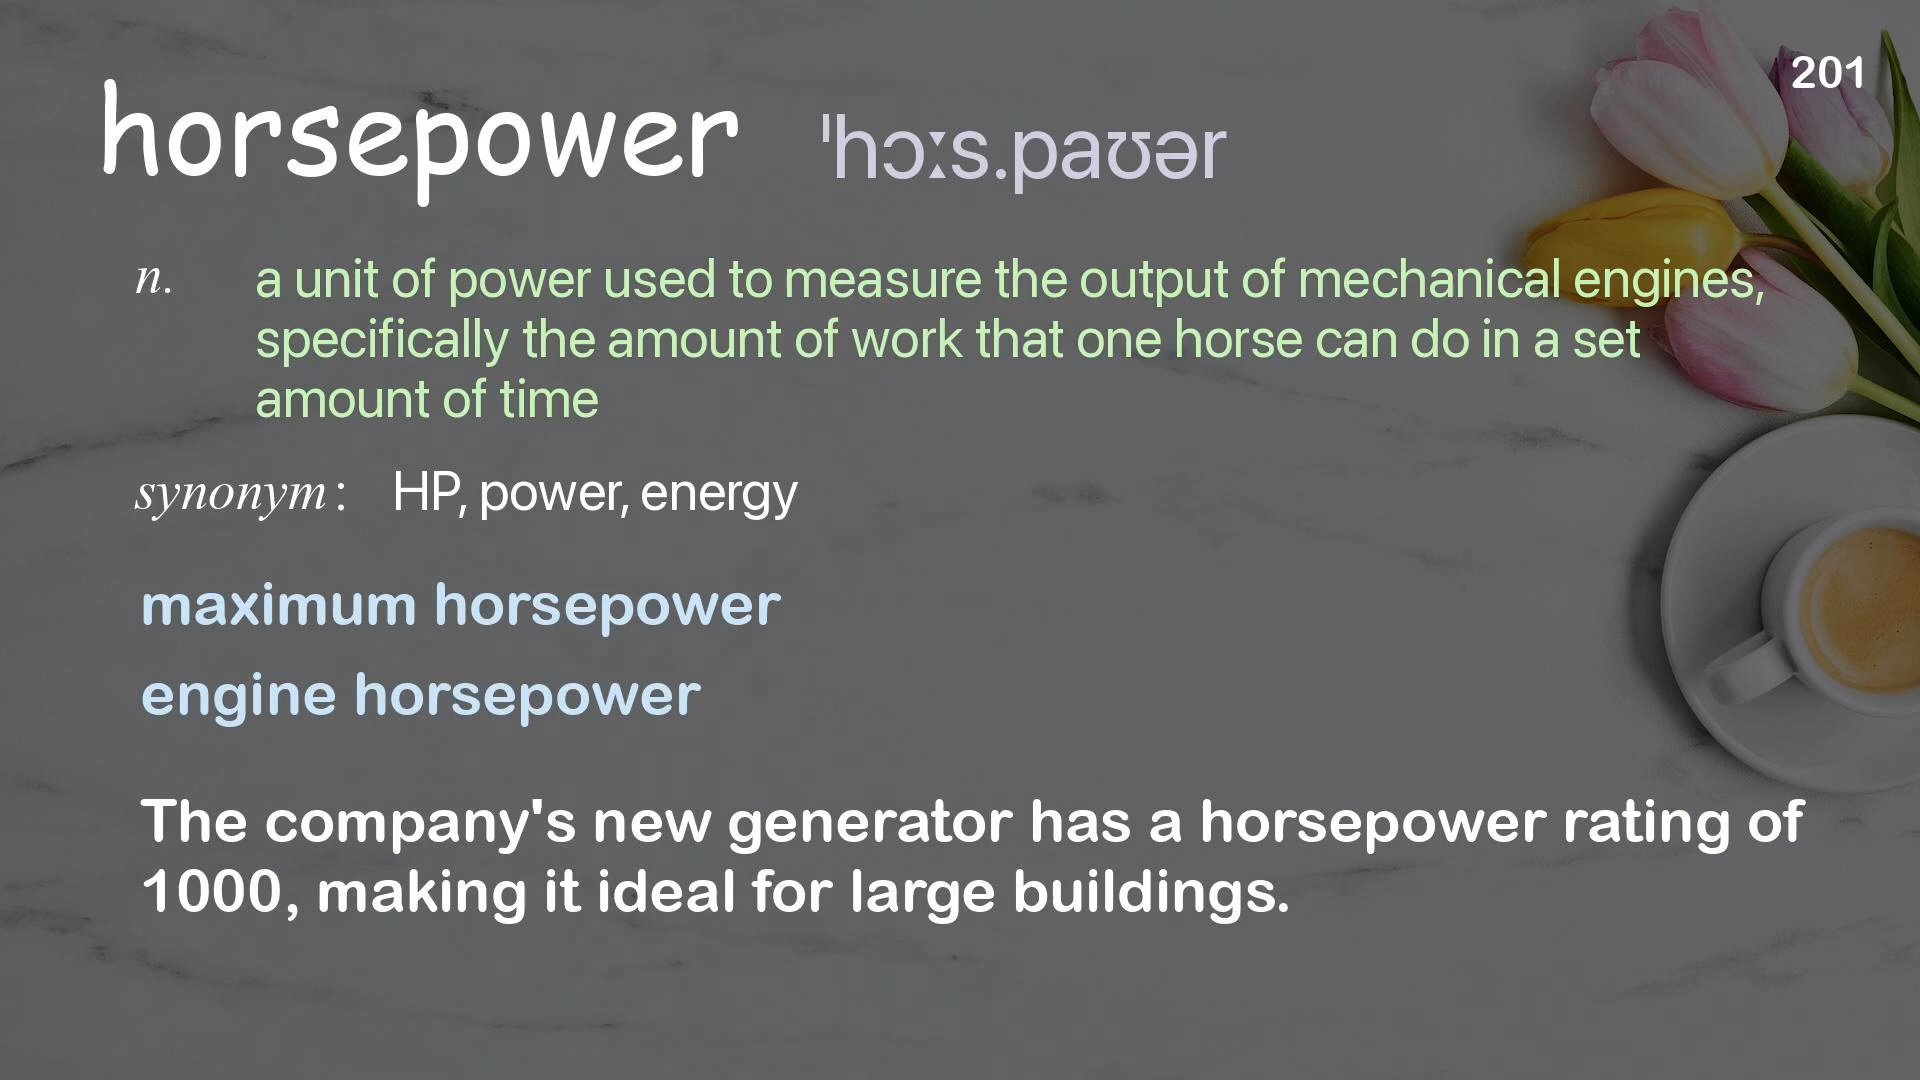 201
horsepower ˈhɔːs.paʊər
n. a unit of power used to measure the output of mechanical engines,
specifically the amount of work that one horse can do in a set
amount of time
synonym: HP, power, energy
maximum horsepower
engine horsepower
The company's new generator has a horsepower rating of
1000, making it ideal for large buildings.